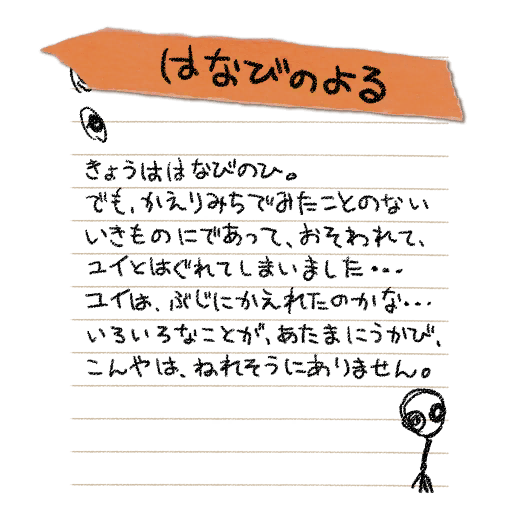 はなびのよる
きょうははなびのひ。
でも、かえりみちでみたことのない
いきものにであって、おそわれて、
ユイとはぐれてしまいました・・・
ユイは、ぶじにかえれたのかな・・・
いろいろなことが、あたまにうかび、
こんやは、ねれそうにありません。